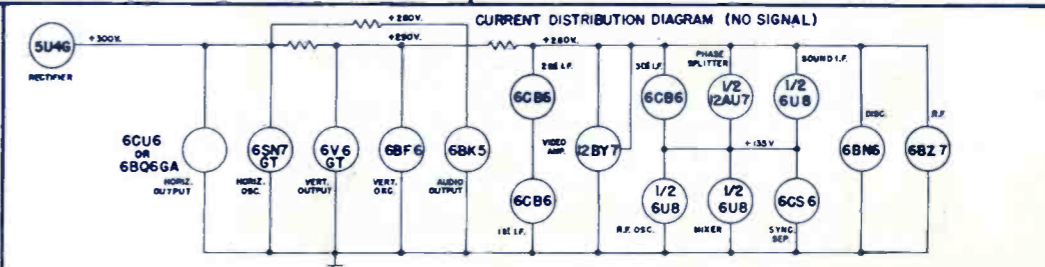 CURRENT DISTRIBUTION DIAGRAM (NO SIGNAL)
+280V.
5U4G
+300V.
+290V.
+260V.
RECTIFIER
2nd I.F.
3rd I.F.
PHASE SPLITTER
SOUND I.F.
6CB6
6CB6
1/2 12AU7
1/2 6U8
DISC.
R.F.
6CU6 OR 6BQ6GA
6SN7 GT
6V6 GT
6BF6
6BK5
VIDEO AMP.
12BY7
+135V
6BN6
6BZ7
HORIZ. OUTPUT
HORIZ. OSC.
VERT. OUTPUT
VERT. OSC.
AUDIO OUTPUT
6CB6
1/2 6U8
1/2 6U8
6CS6
1st I.F.
R.F. OSC.
MIXER
SYNC. SEP.